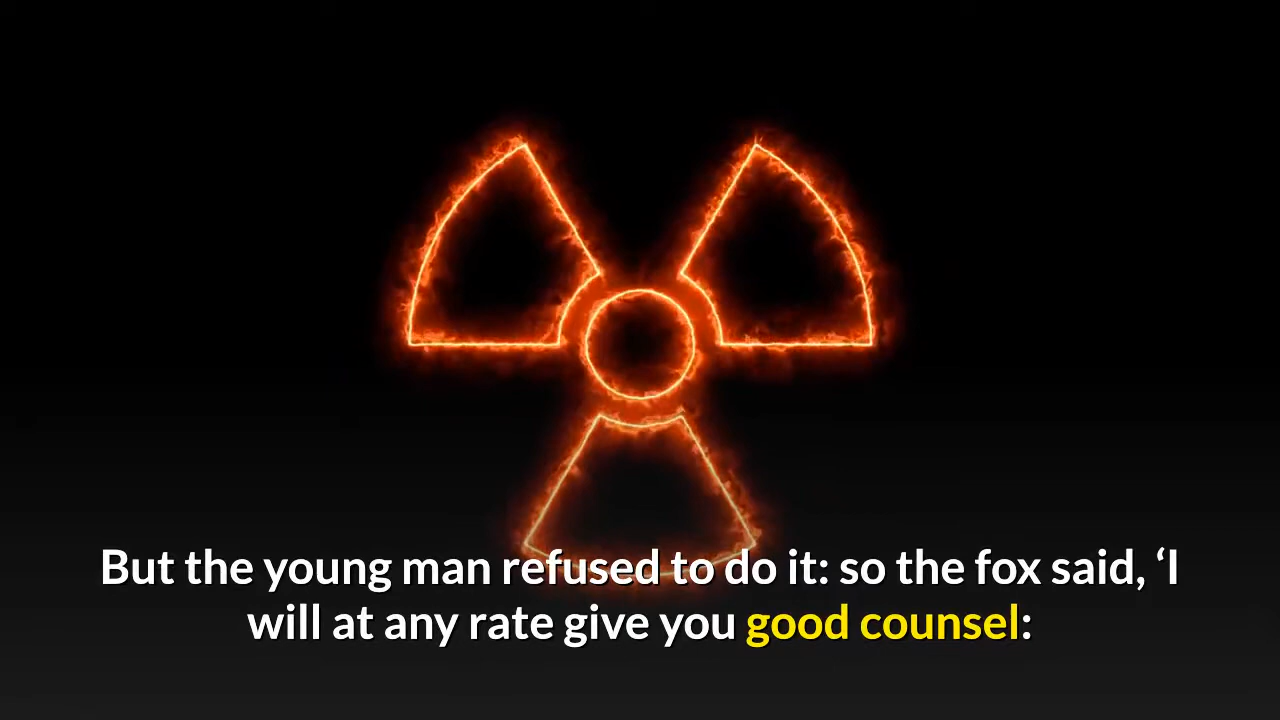 But the young man refused to do it: so the fox said, ‘I
will at any rate give you good counsel: